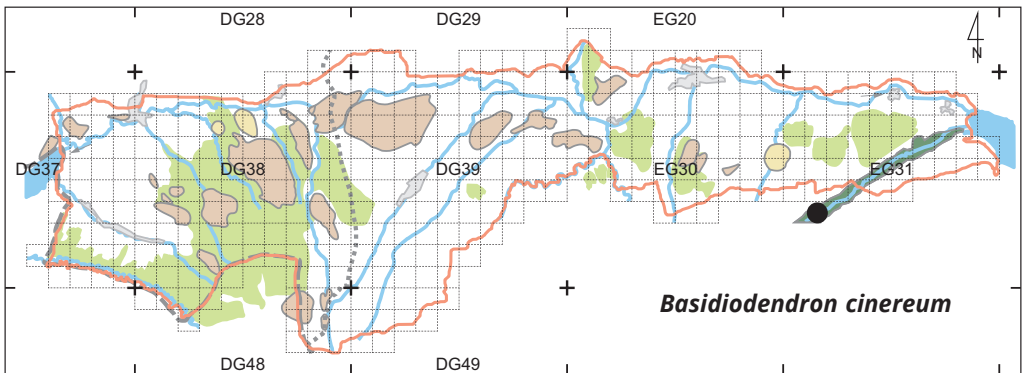 DG28 DG29 EG20
N
DG37 DG38 DG39 EG30 EG31
Basidiodendron cinereum
DG48 DG49